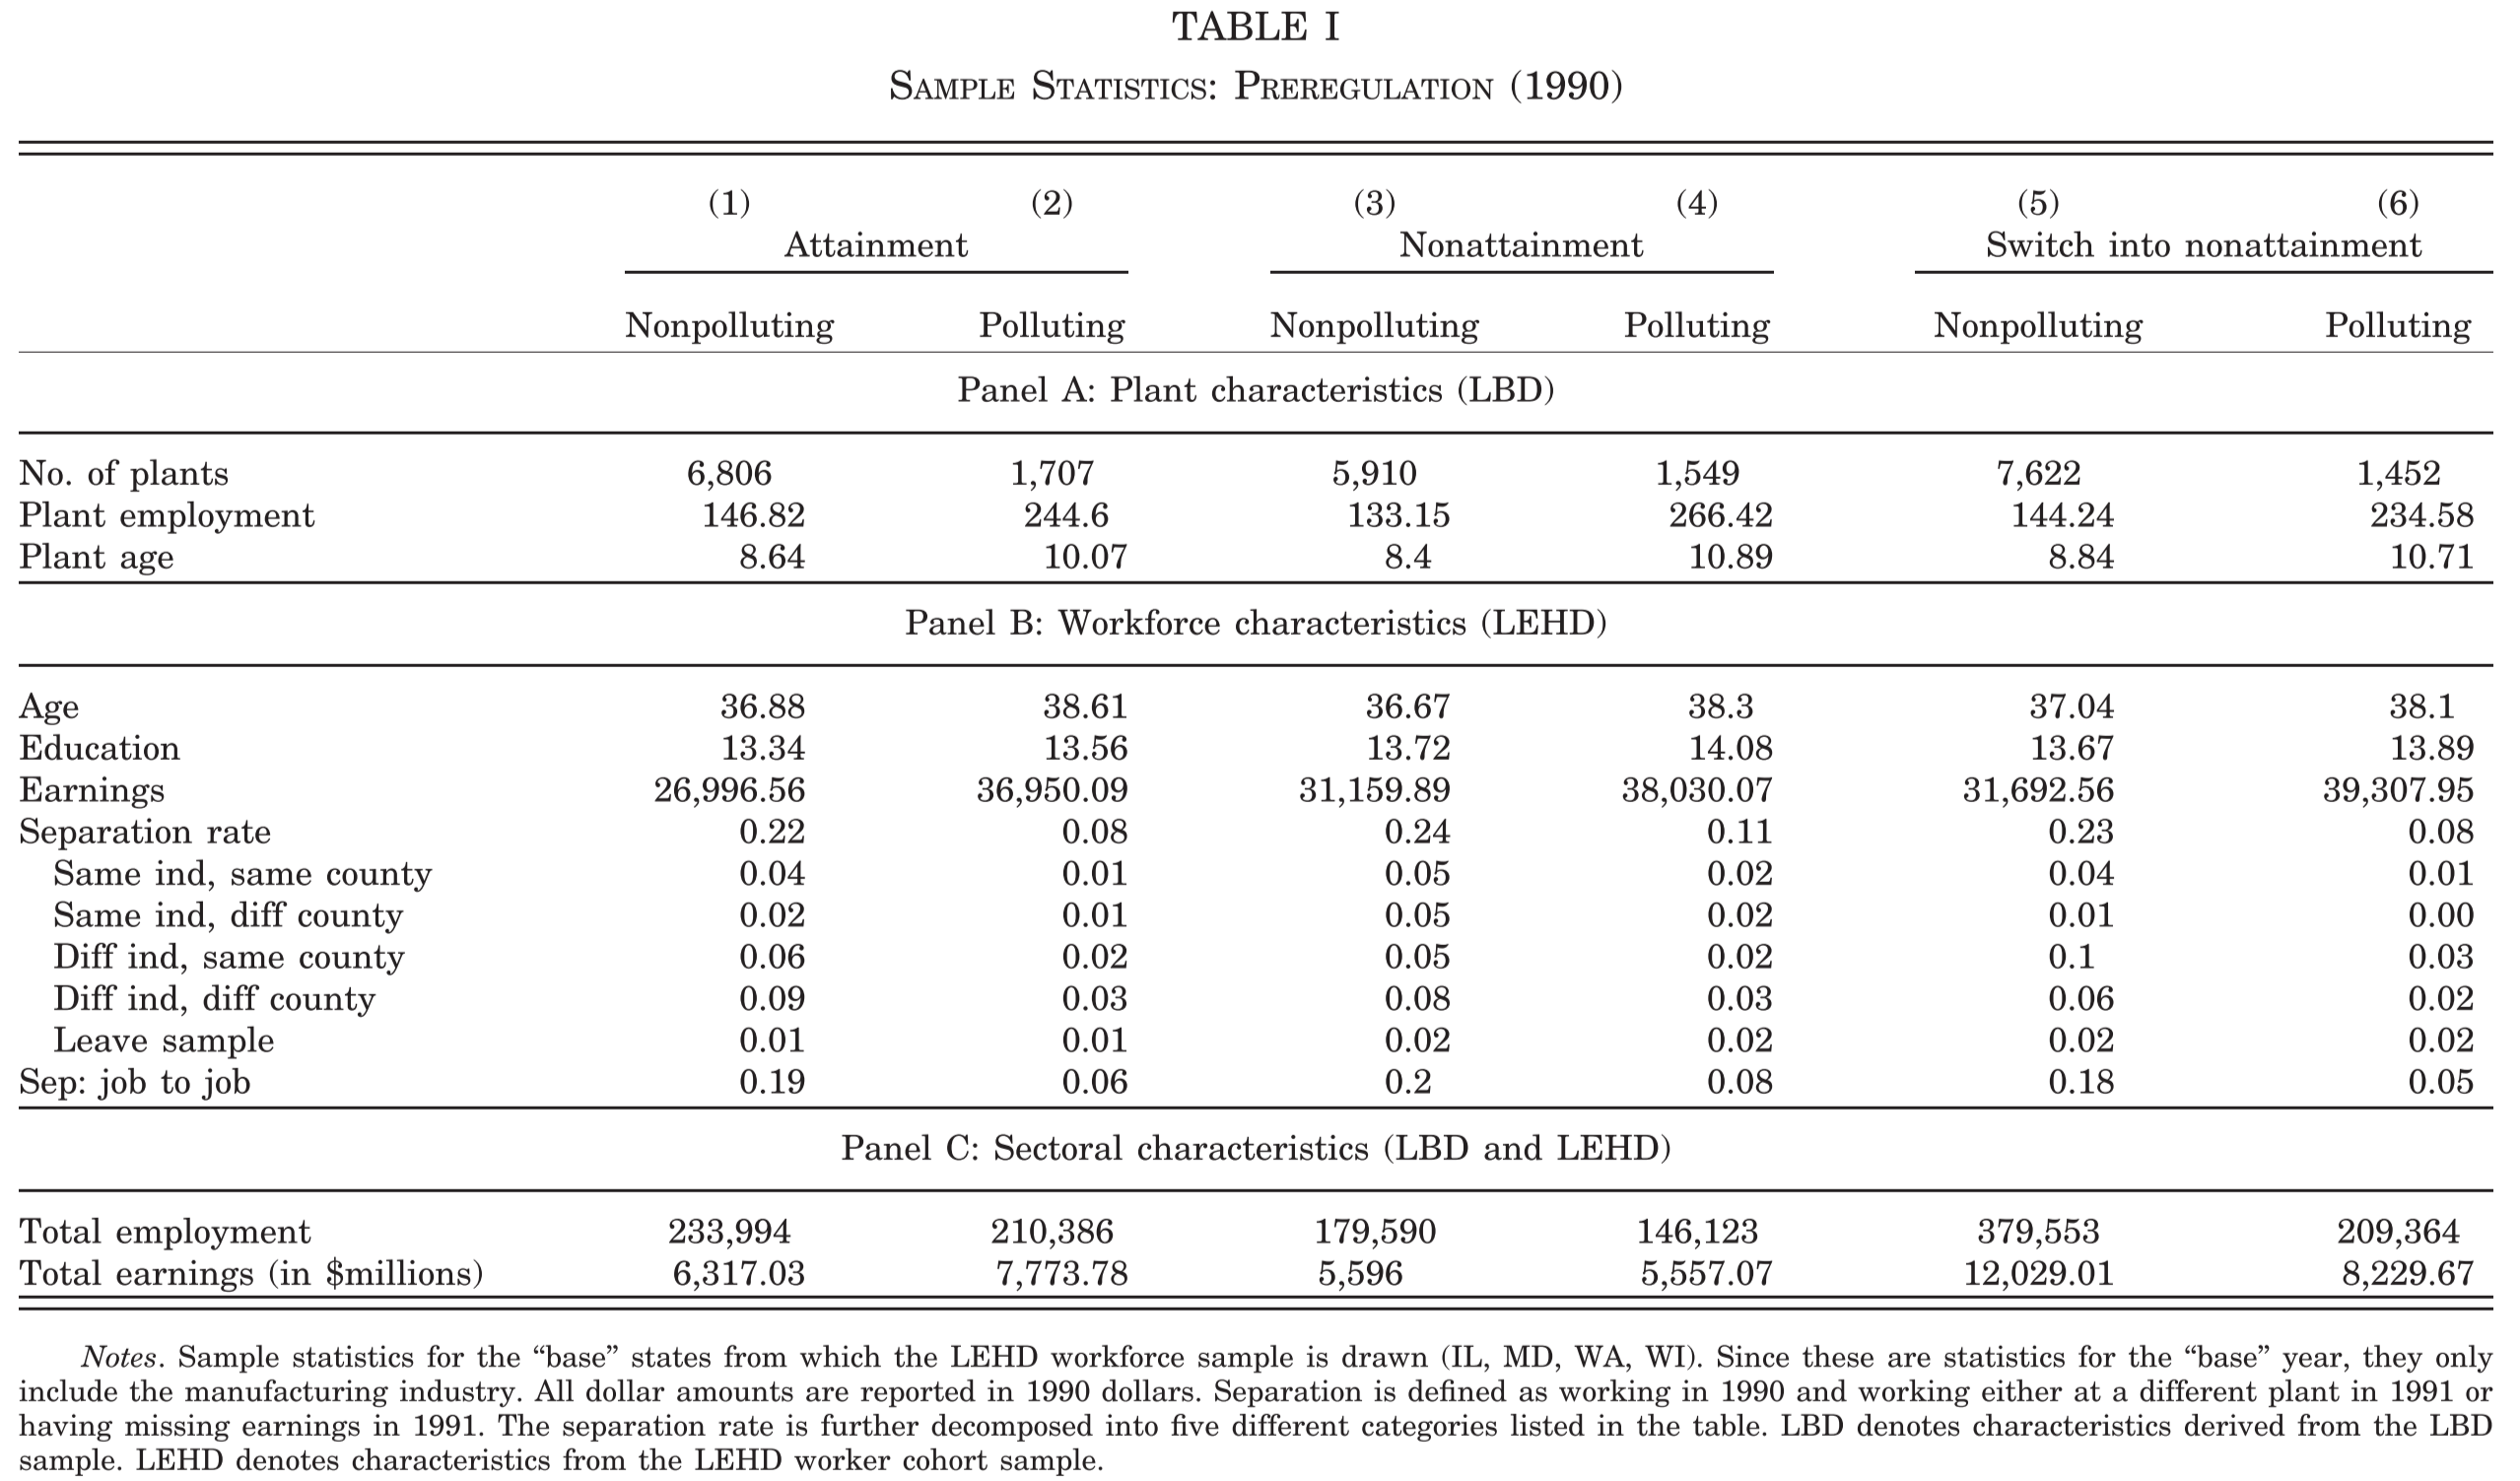 TABLE I
Sample Statistics: Preregulation (1990)
(1) (2) (3) (4) (5) (6)
Attainment Nonattainment Switch into nonattainment
Nonpolluting Polluting Nonpolluting Polluting Nonpolluting Polluting
Panel A: Plant characteristics (LBD)
No. of plants 6,806 1,707 5,910 1,549 7,622 1,452
Plant employment 146.82 244.6 133.15 266.42 144.24 234.58
Plant age 8.64 10.07 8.4 10.89 8.84 10.71
Panel B: Workforce characteristics (LEHD)
Age 36.88 38.61 36.67 38.3 37.04 38.1
Education 13.34 13.56 13.72 14.08 13.67 13.89
Earnings 26,996.56 36,950.09 31,159.89 38,030.07 31,692.56 39,307.95
Separation rate 0.22 0.08 0.24 0.11 0.23 0.08
Same ind, same county 0.04 0.01 0.05 0.02 0.04 0.01
Same ind, diff county 0.02 0.01 0.05 0.02 0.01 0.00
Diff ind, same county 0.06 0.02 0.05 0.02 0.1 0.03
Diff ind, diff county 0.09 0.03 0.08 0.03 0.06 0.02
Leave sample 0.01 0.01 0.02 0.02 0.02 0.02
Sep: job to job 0.19 0.06 0.2 0.08 0.18 0.05
Panel C: Sectoral characteristics (LBD and LEHD)
Total employment 233,994 210,386 179,590 146,123 379,553 209,364
Total earnings (in $millions) 6,317.03 7,773.78 5,596 5,557.07 12,029.01 8,229.67
Notes. Sample statistics for the “base” states from which the LEHD workforce sample is drawn (IL, MD, WA, WI). Since these are statistics for the “base” year, they only
include the manufacturing industry. All dollar amounts are reported in 1990 dollars. Separation is defined as working in 1990 and working either at a different plant in 1991 or
having missing earnings in 1991. The separation rate is further decomposed into five different categories listed in the table. LBD denotes characteristics derived from the LBD
sample. LEHD denotes characteristics from the LEHD worker cohort sample.